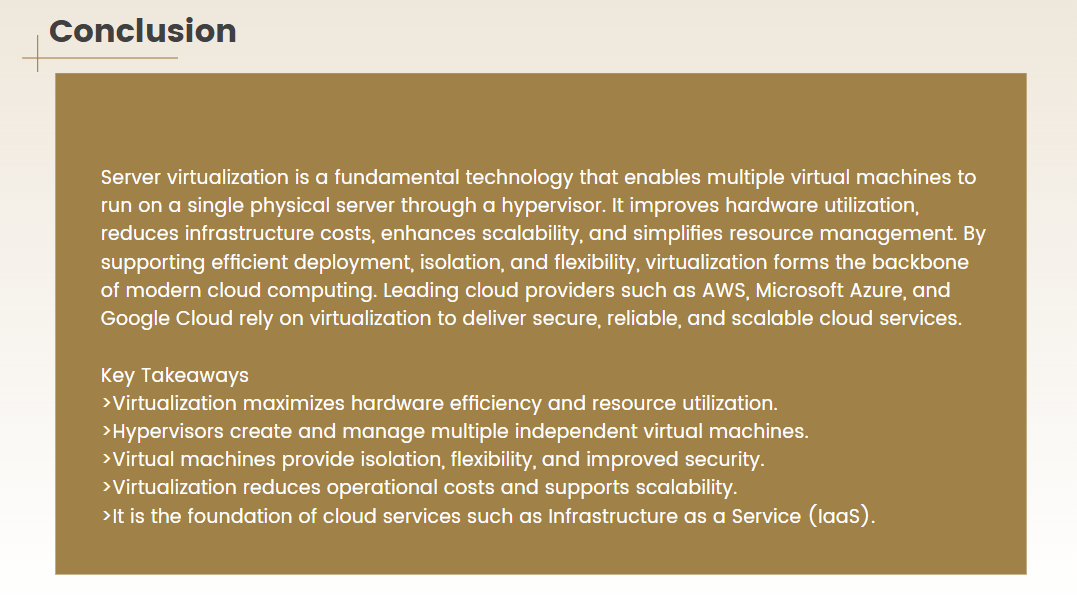 Conclusion
Server virtualization is a fundamental technology that enables multiple virtual machines to
run on a single physical server through a hypervisor. It improves hardware utilization,
reduces infrastructure costs, enhances scalability, and simplifies resource management. By
supporting efficient deployment, isolation, and flexibility, virtualization forms the backbone
of modern cloud computing. Leading cloud providers such as AWS, Microsoft Azure, and
Google Cloud rely on virtualization to deliver secure, reliable, and scalable cloud services.
Key Takeaways
>Virtualization maximizes hardware efficiency and resource utilization.
>Hypervisors create and manage multiple independent virtual machines.
>Virtual machines provide isolation, flexibility, and improved security.
>Virtualization reduces operational costs and supports scalability.
>It is the foundation of cloud services such as Infrastructure as a Service (IaaS).